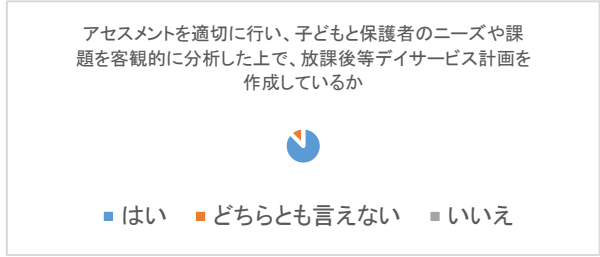 アセスメントを適切に行い、子どもと保護者のニーズや課
題を客観的に分析した上で、放課後等デイサービス計画を
作成しているか
はい どちらとも言えない いいえ